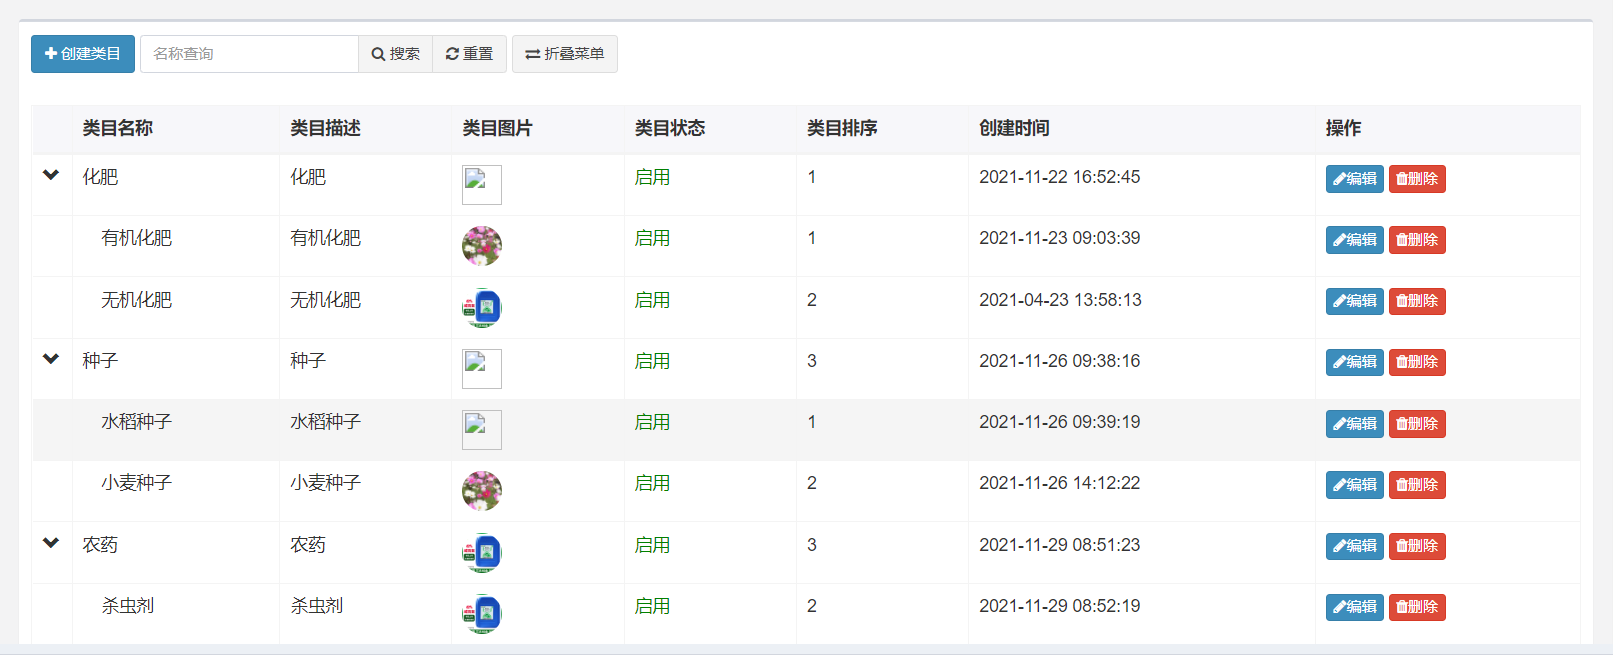 创建类目 名称查询 搜索 重置 折叠菜单
类目名称 类目描述 类目图片 类目状态 类目排序 创建时间 操作
化肥 化肥 启用 1 2021-11-22 16:52:45 编辑 删除
有机化肥 有机化肥 启用 1 2021-11-23 09:03:39 编辑 删除
无机化肥 无机化肥 启用 2 2021-04-23 13:58:13 编辑 删除
种子 种子 启用 3 2021-11-26 09:38:16 编辑 删除
水稻种子 水稻种子 启用 1 2021-11-26 09:39:19 编辑 删除
小麦种子 小麦种子 启用 2 2021-11-26 14:12:22 编辑 删除
农药 农药 启用 3 2021-11-29 08:51:23 编辑 删除
杀虫剂 杀虫剂 启用 2 2021-11-29 08:52:19 编辑 删除